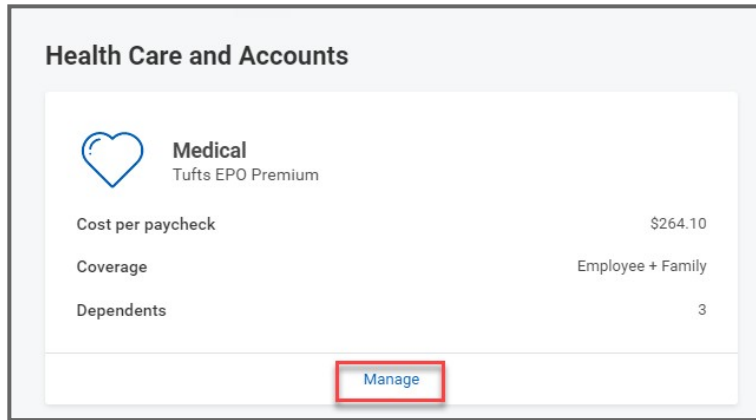 Health Care and Accounts
Medical
Tufts EPO Premium
Cost per paycheck $264.10
Coverage Employee + Family
Dependents 3
Manage